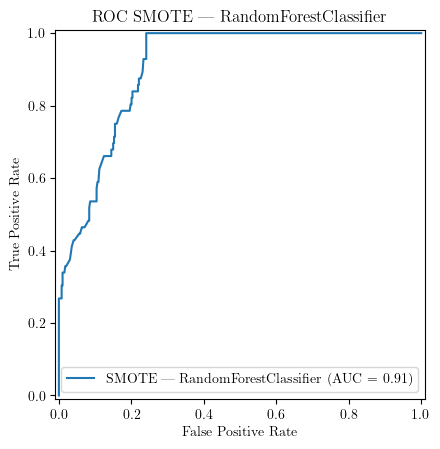 ROC SMOTE — RandomForestClassifier
1.0
0.8
0.6
0.4
0.2
0.0
True Positive Rate
SMOTE — RandomForestClassifier (AUC = 0.91)
0.0 0.2 0.4 0.6 0.8 1.0
False Positive Rate